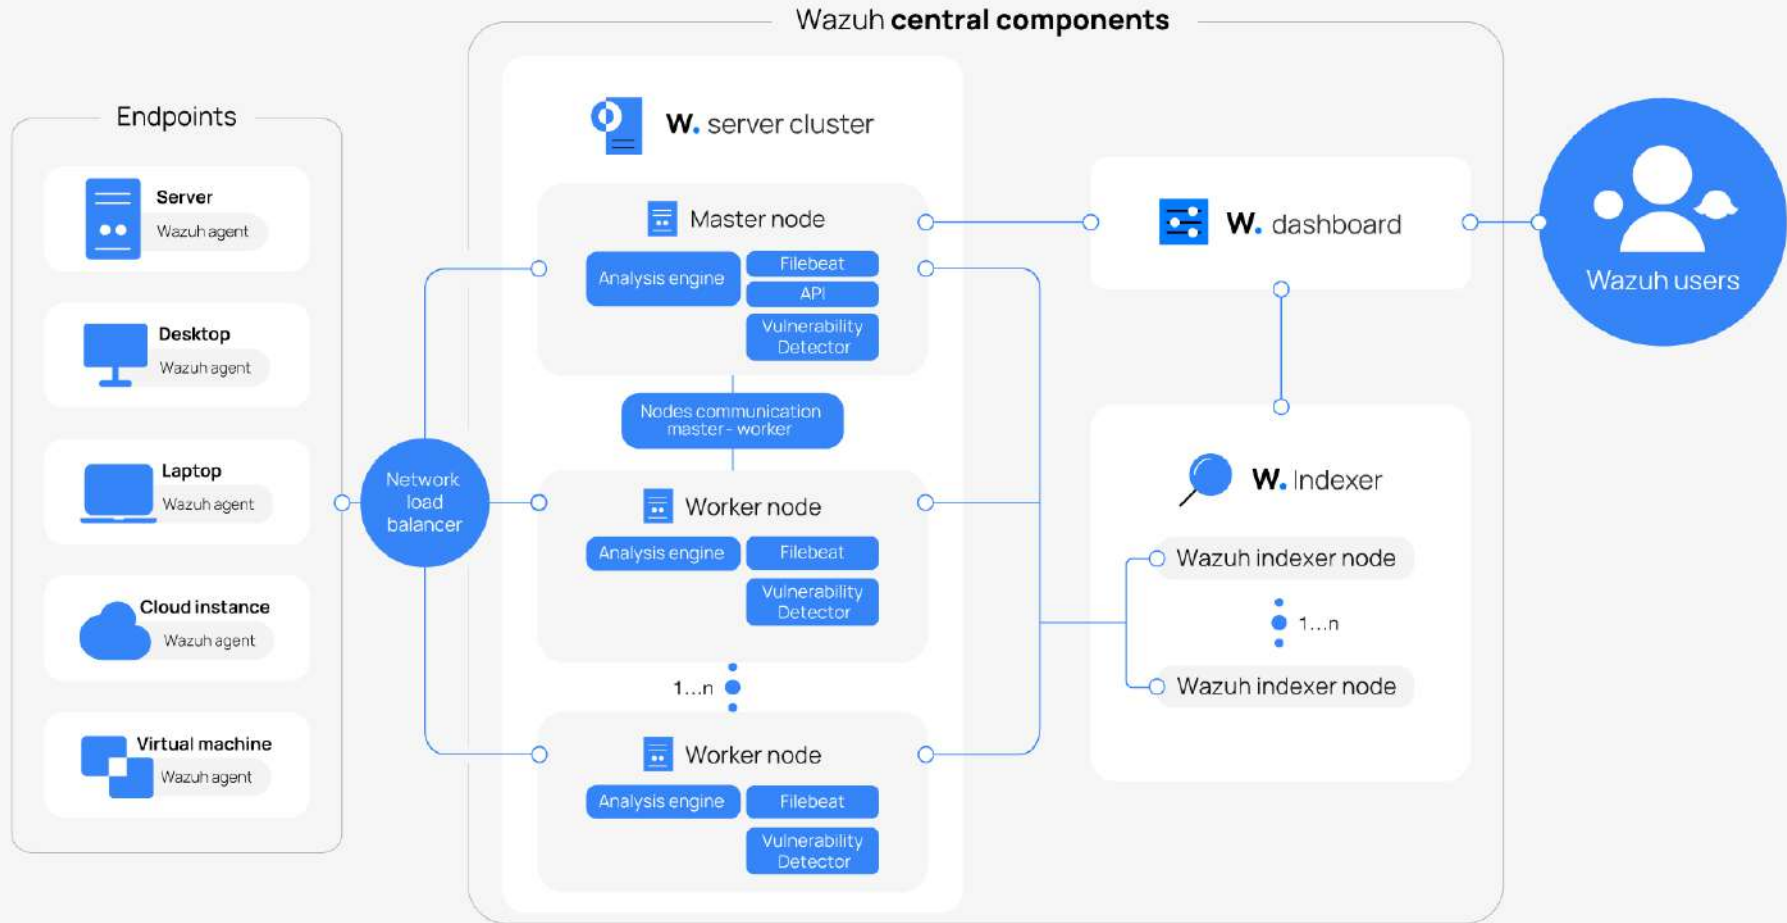 Wazuh central components
Endpoints
Server
Wazuh agent
Desktop
Wazuh agent
Laptop
Wazuh agent
Cloud instance
Wazuh agent
Virtual machine
Wazuh agent
Network
load
balancer
W. server cluster
Master node
Analysis engine
Filebeat
API
Vulnerability
Detector
Nodes communication
master- worker
Worker node
Analysis engine
Filebeat
Vulnerability
Detector
1...n
Worker node
Analysis engine
Filebeat
Vulnerability
Detector
W. dashboard
W. Indexer
Wazuh indexer node
1...n
Wazuh indexer node
Wazuh users